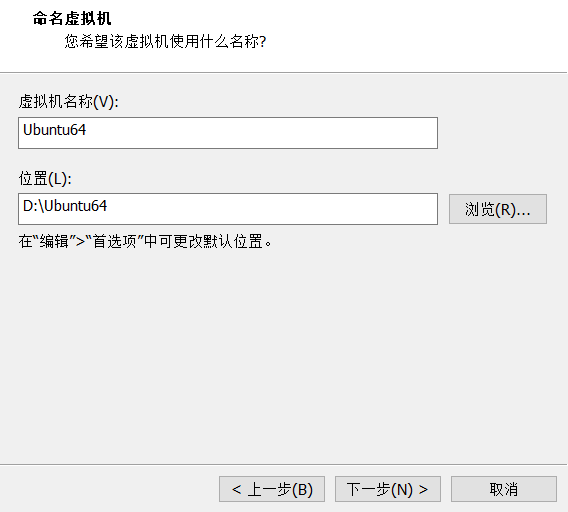 命名虚拟机
您希望该虚拟机使用什么名称?
虚拟机名称(V):
Ubuntu64
位置(L):
D:\Ubuntu64
浏览(R)...
在“编辑”>“首选项”中可更改默认位置。
< 上一步(B)
下一步(N) >
取消